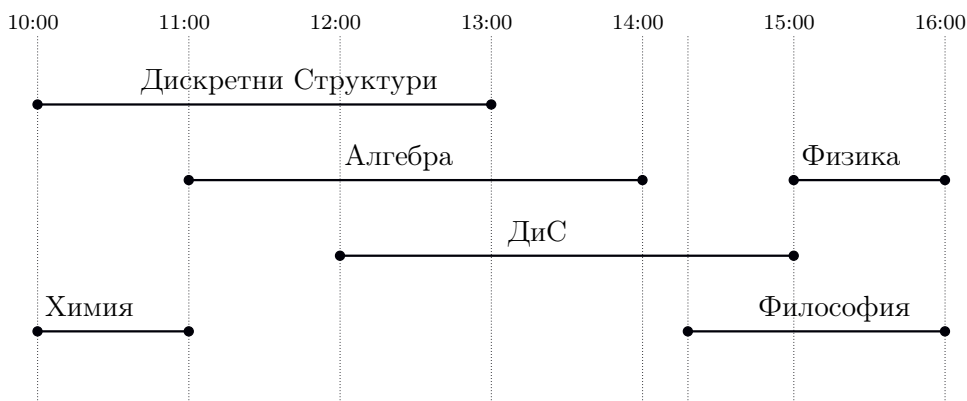 10:00 11:00 12:00 13:00 14:00 15:00 16:00
Дискретни Структури
Алгебра Физика
ДиС
Химия Философия